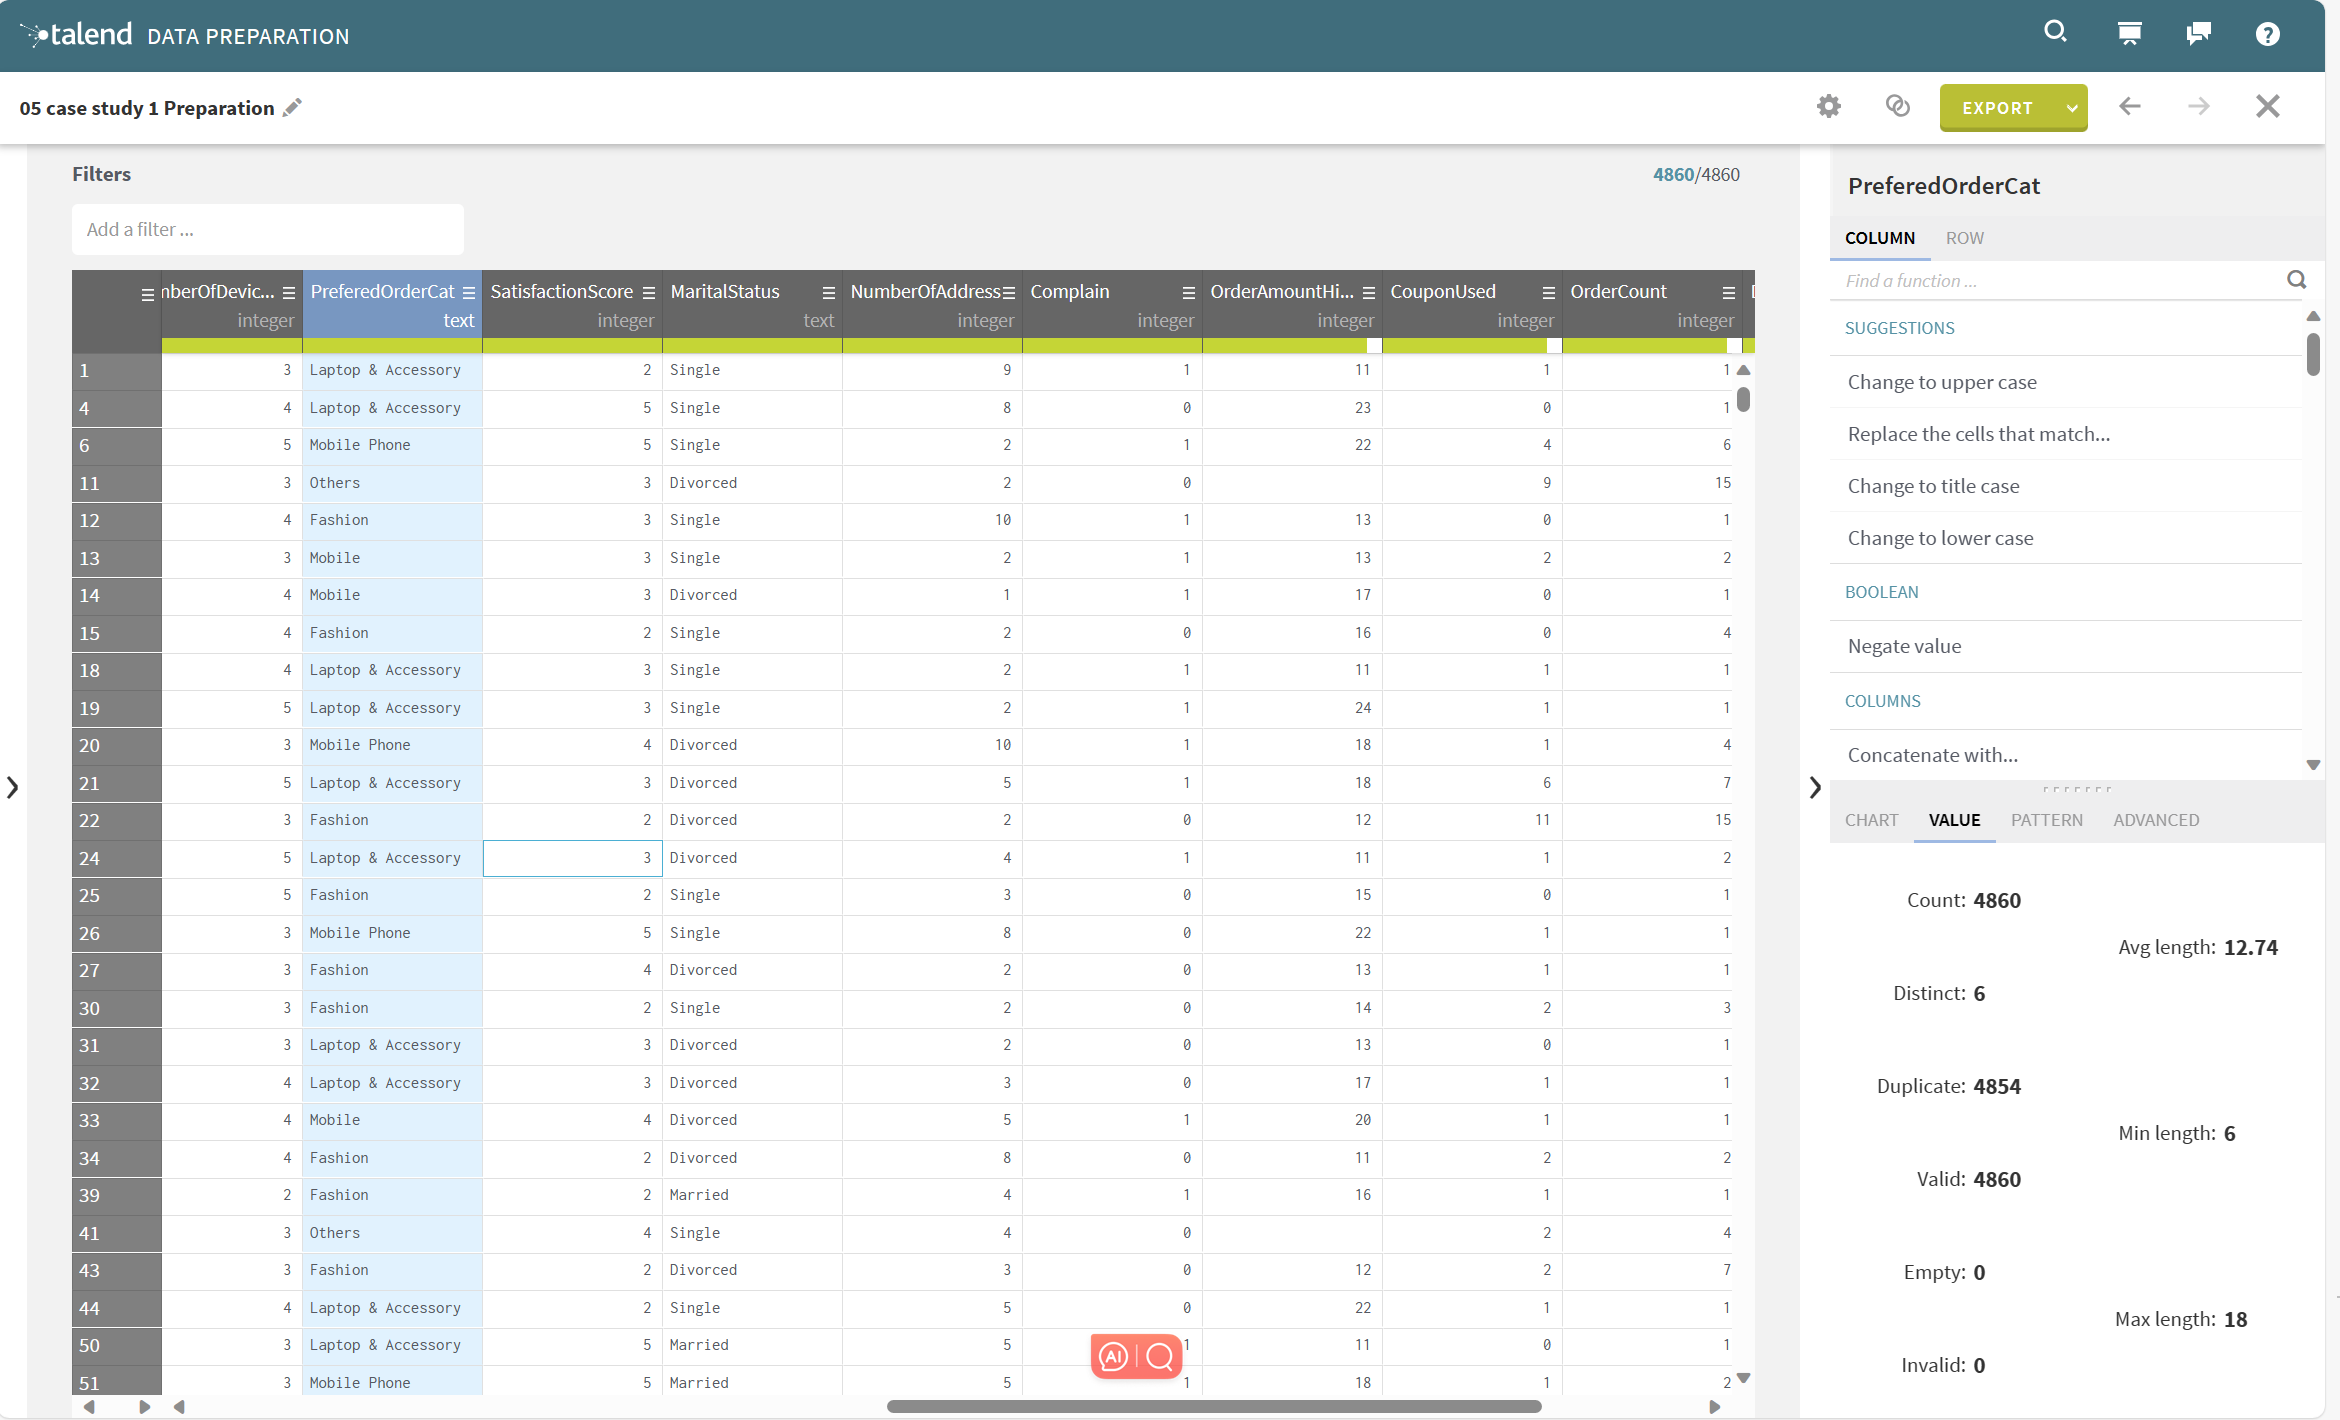 talend DATA PREPARATION
05 case study 1 Preparation
EXPORT
Filters
4860/4860
Add a filter ...
nberOfDevic... PreferedOrderCat SatisfactionScore MaritalStatus NumberOfAddress Complain OrderAmountHi... CouponUsed OrderCount
integer text integer text integer integer integer integer integer
1 3 Laptop & Accessory 2 Single 9 1 11 1 1
4 4 Laptop & Accessory 5 Single 8 0 23 0 1
6 5 Mobile Phone 5 Single 2 1 22 4 6
11 3 Others 3 Divorced 2 0 9 15
12 4 Fashion 3 Single 10 1 13 0 1
13 3 Mobile 3 Single 2 1 13 2 2
14 4 Mobile 3 Divorced 1 1 17 0 1
15 4 Fashion 2 Single 2 0 16 0 4
18 4 Laptop & Accessory 3 Single 2 1 11 1 1
19 5 Laptop & Accessory 3 Single 2 1 24 1 1
20 3 Mobile Phone 4 Divorced 10 1 18 1 4
21 5 Laptop & Accessory 3 Divorced 5 1 18 6 7
22 3 Fashion 2 Divorced 2 0 12 11 15
24 5 Laptop & Accessory 3 Divorced 4 1 11 1 2
25 5 Fashion 2 Single 3 0 15 0 1
26 3 Mobile Phone 5 Single 8 0 22 1 1
27 3 Fashion 4 Divorced 2 0 13 1 1
30 3 Fashion 2 Single 2 0 14 2 3
31 3 Laptop & Accessory 3 Divorced 2 0 13 0 1
32 4 Laptop & Accessory 3 Divorced 3 0 17 1 1
33 4 Mobile 4 Divorced 5 1 20 1 1
34 4 Fashion 2 Divorced 8 0 11 2 2
39 2 Fashion 2 Married 4 1 16 1 1
41 3 Others 4 Single 4 0 2 4
43 3 Fashion 2 Divorced 3 0 12 2 7
44 4 Laptop & Accessory 2 Single 5 0 22 1 1
50 3 Laptop & Accessory 5 Married 5 1 11 0 1
51 3 Mobile Phone 5 Married 5 1 18 1 2
AI
PreferedOrderCat
COLUMN ROW
Find a function ...
SUGGESTIONS
Change to upper case
Replace the cells that match...
Change to title case
Change to lower case
BOOLEAN
Negate value
COLUMNS
Concatenate with...
CHART VALUE PATTERN ADVANCED
Count: 4860
Avg length: 12.74
Distinct: 6
Duplicate: 4854
Min length: 6
Valid: 4860
Empty: 0
Max length: 18
Invalid: 0